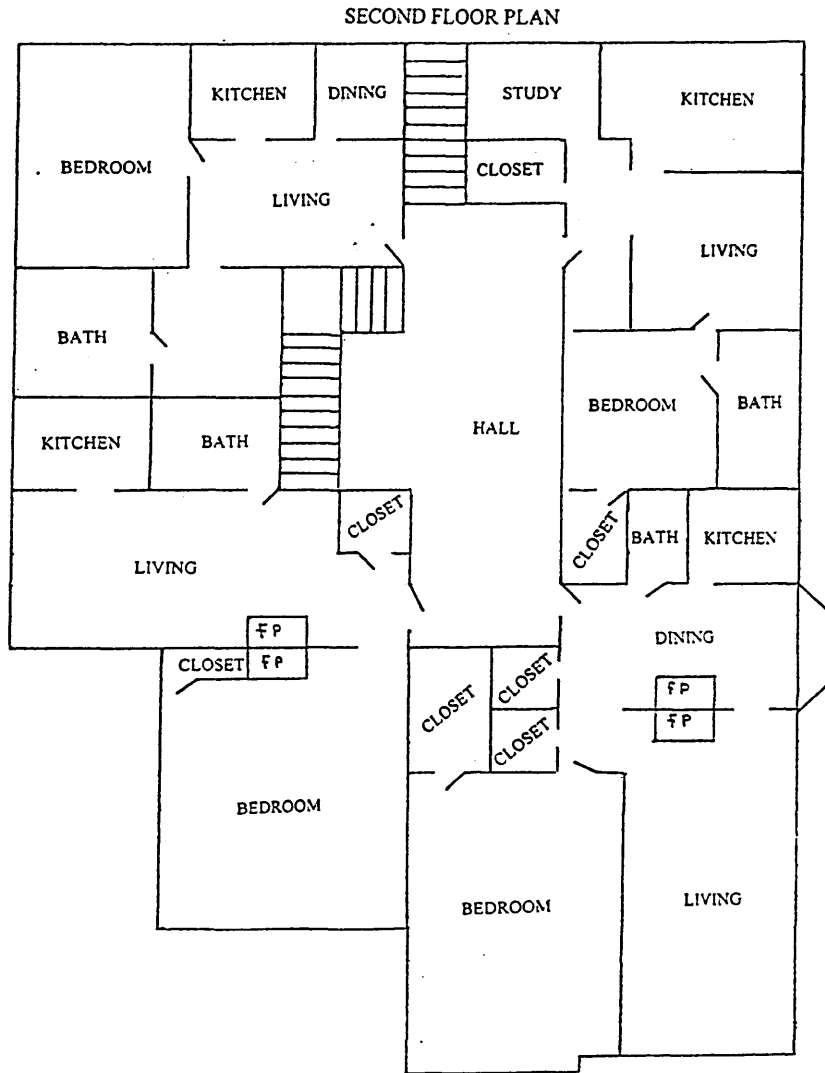 SECOND FLOOR PLAN
KITCHEN
DINING
STUDY
KITCHEN
BEDROOM
CLOSET
LIVING
LIVING
BATH
BEDROOM
BATH
HALL
KITCHEN
BATH
CLOSET
CLOSET
BATH
KITCHEN
LIVING
FP
DINING
CLOSET
FP
CLOSET
CLOSET
FP
FP
CLOSET
BEDROOM
BEDROOM
LIVING